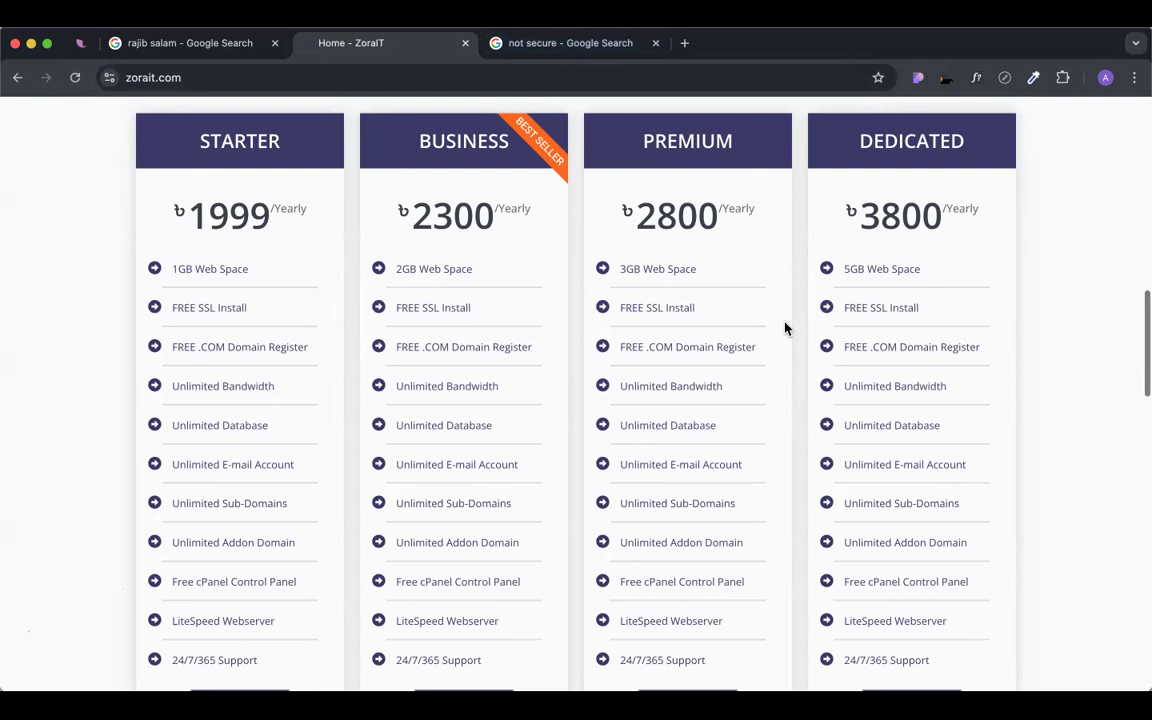 rajib salam - Google Search
Home - ZoraIT
not secure - Google Search
zorait.com
f?
A
STARTER
৳1999/Yearly
1GB Web Space
FREE SSL Install
FREE .COM Domain Register
Unlimited Bandwidth
Unlimited Database
Unlimited E-mail Account
Unlimited Sub-Domains
Unlimited Addon Domain
Free cPanel Control Panel
LiteSpeed Webserver
24/7/365 Support
BUSINESS
BEST SELLER
৳2300/Yearly
2GB Web Space
FREE SSL Install
FREE .COM Domain Register
Unlimited Bandwidth
Unlimited Database
Unlimited E-mail Account
Unlimited Sub-Domains
Unlimited Addon Domain
Free cPanel Control Panel
LiteSpeed Webserver
24/7/365 Support
PREMIUM
৳2800/Yearly
3GB Web Space
FREE SSL Install
FREE .COM Domain Register
Unlimited Bandwidth
Unlimited Database
Unlimited E-mail Account
Unlimited Sub-Domains
Unlimited Addon Domain
Free cPanel Control Panel
LiteSpeed Webserver
24/7/365 Support
DEDICATED
৳3800/Yearly
5GB Web Space
FREE SSL Install
FREE .COM Domain Register
Unlimited Bandwidth
Unlimited Database
Unlimited E-mail Account
Unlimited Sub-Domains
Unlimited Addon Domain
Free cPanel Control Panel
LiteSpeed Webserver
24/7/365 Support